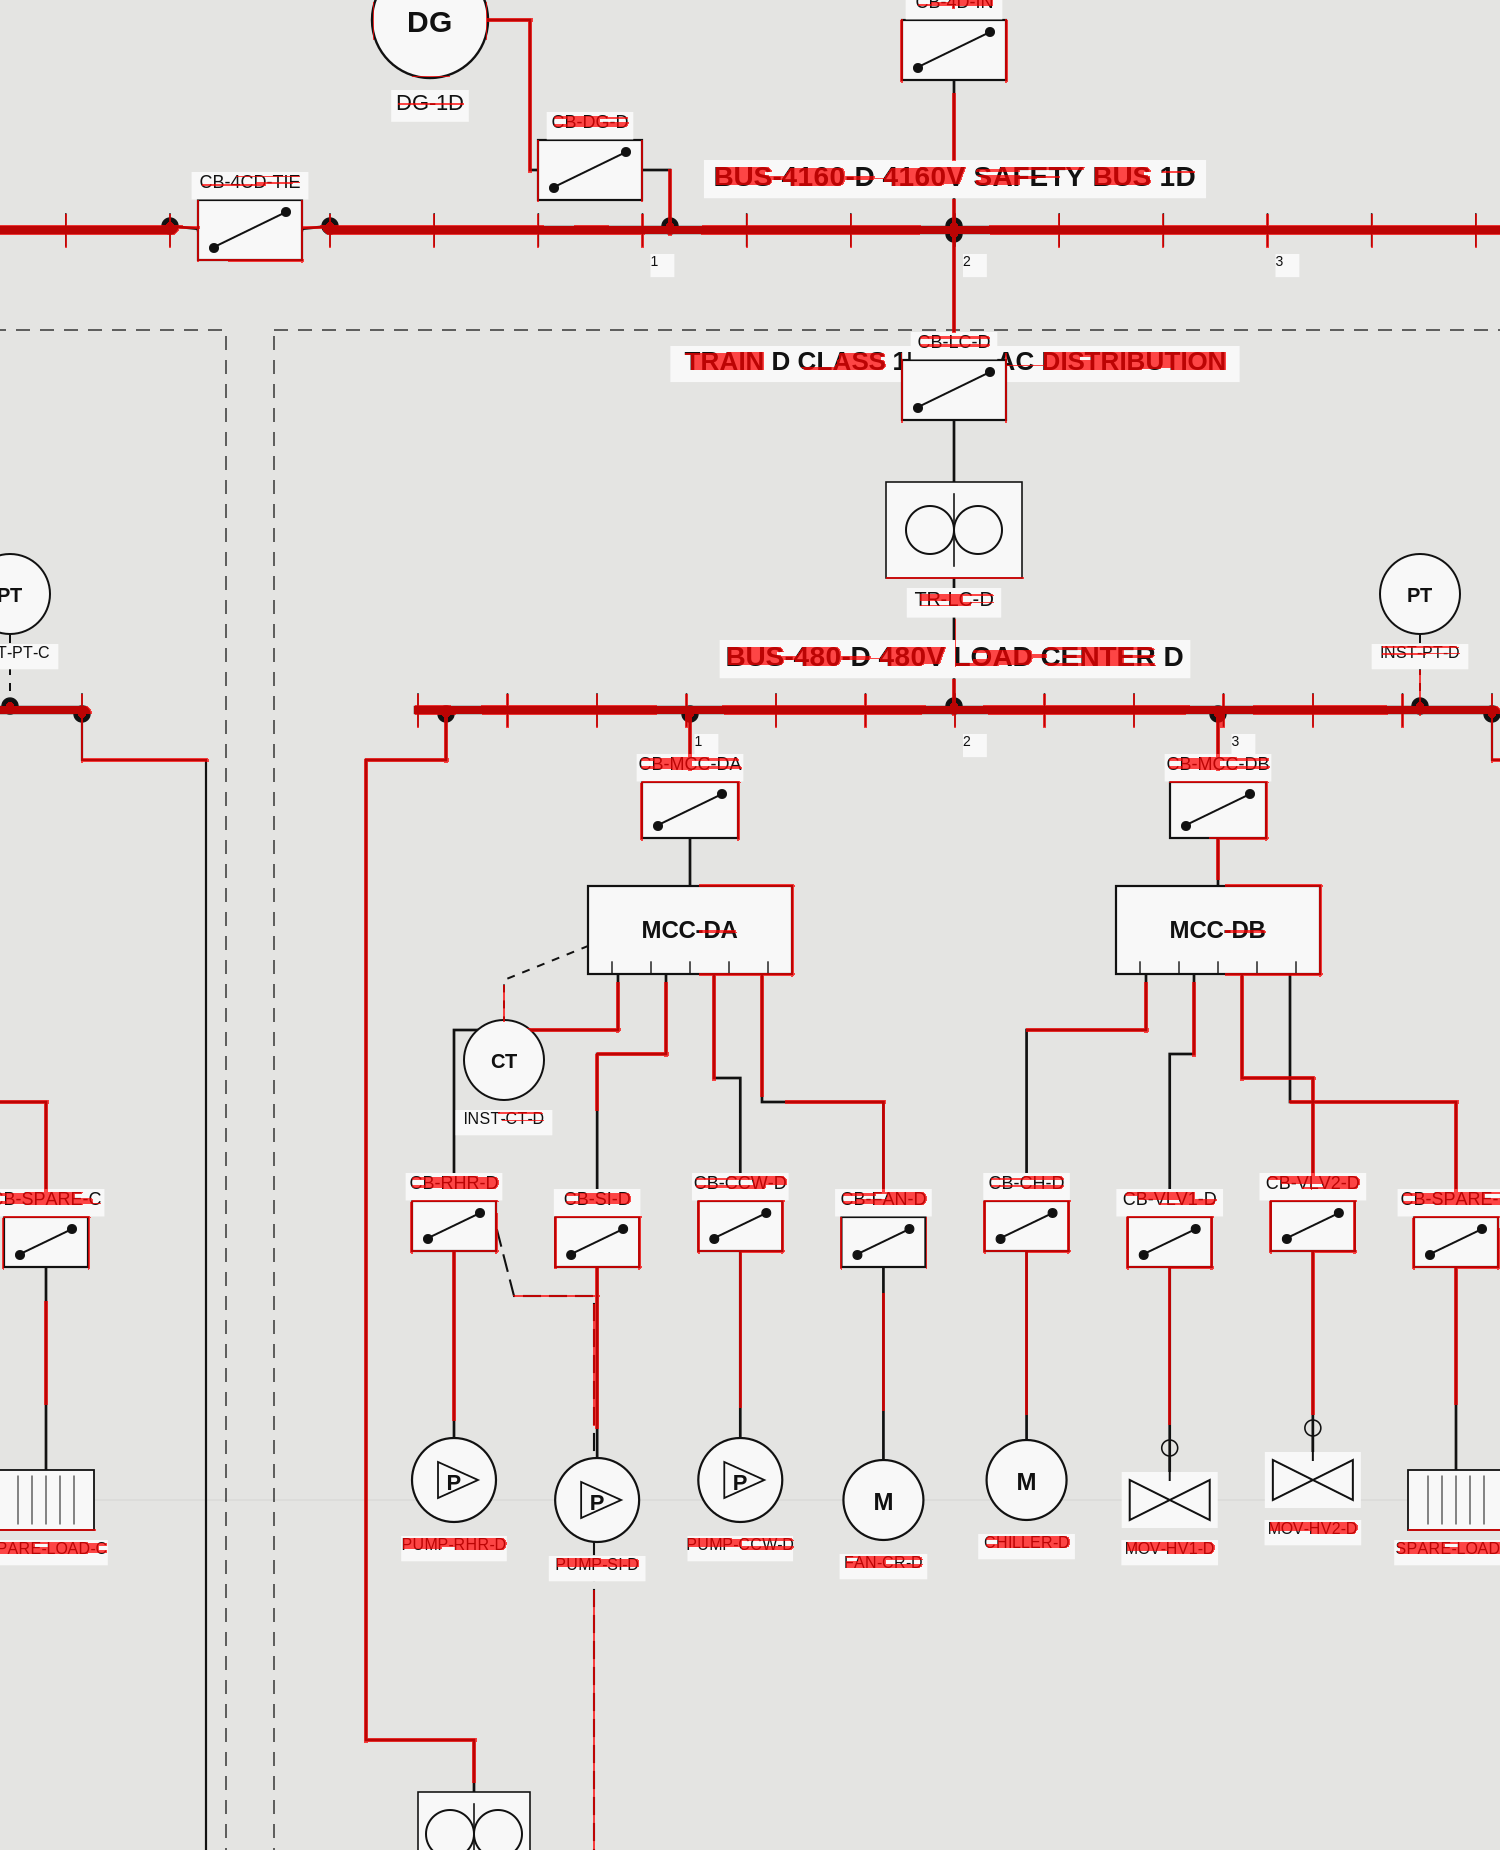 CB-4D-IN
DG
DG-1D
CB-DG-D
CB-4CD-TIE
BUS-4160-D 4160V SAFETY BUS 1D
1
2
3
CB-LC-D
TRAIN D CLASS AC DISTRIBUTION
TR-LC-D
PT
PT
T-PT-C
INST-PT-D
BUS-480-D 480V LOAD CENTER D
1
2
3
CB-MCC-DA
CB-MCC-DB
MCC-DA
MCC-DB
CT
INST-CT-D
CB-RHR-D
CB-CCW-D
CB-CH-D
CB-VLV2-D
B-SPARE-C
CB-SI-D
CB-FAN-D
CB-VLV1-D
CB-SPARE-
P
P
P
M
M
PARE-LOAD-C
PUMP-RHR-D
PUMP-SI-D
PUMP-CCW-D
FAN-CR-D
CHILLER-D
MOV-HV1-D
MOV-HV2-D
SPARE-LOAD